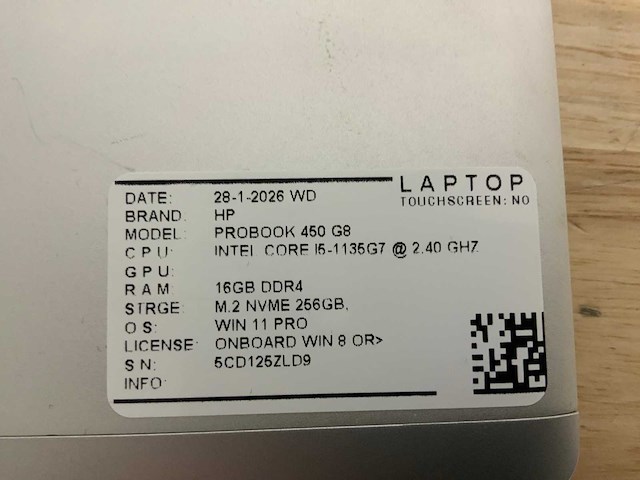 LAPTOP
TOUCHSCREEN: NO
DATE: 28-1-2026 WD
BRAND: HP
MODEL: PROBOOK 450 G8
CPU: INTEL CORE I5-1135G7 @ 2.40 GHZ
GPU:
RAM: 16GB DDR4
STRGE: M.2 NVME 256GB,
OS: WIN 11 PRO
LICENSE: ONBOARD WIN 8 OR>
SN: 5CD125ZLD9
INFO: